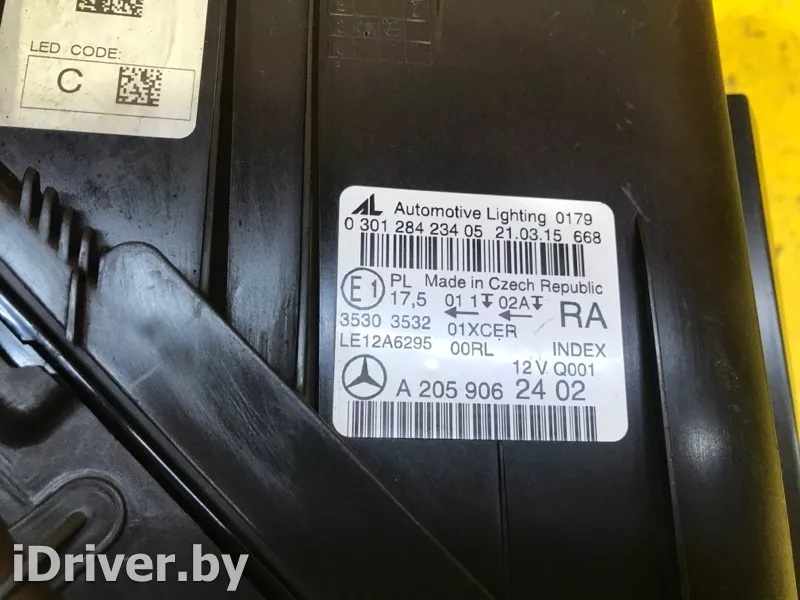 LED CODE:
C
AL Automotive Lighting 0179
0 301 284 234 05 21.03.15 668
E1 PL Made in Czech Republic
17,5 01 1 02A
3530 3532 01XCER RA
LE12A6295 00RL INDEX
12 V Q001
A 205 906 2402
iDriver.by